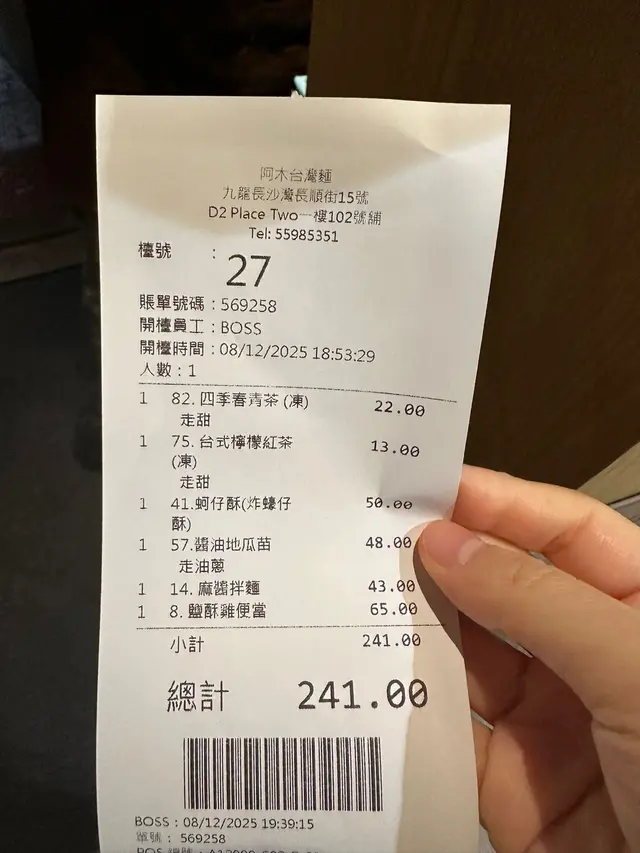 阿木台灣麵
九龍長沙灣長順街15號
D2 Place Two一樓102號舖
Tel: 55985351
檯號 : 27
賬單號碼 : 569258
開檯員工 : BOSS
開檯時間 : 08/12/2025 18:53:29
人數 : 1
1 82. 四季春青茶 (凍) 22.00
走甜
1 75. 台式檸檬紅茶 13.00
(凍)
走甜
1 41.蚵仔酥(炸蠔仔 50.00
酥)
1 57.醬油地瓜苗 48.00
走油蔥
1 14. 麻醬拌麵 43.00
1 8. 鹽酥雞便當 65.00
小計 241.00
總計 241.00
BOSS : 08/12/2025 19:39:15
單號 : 569258